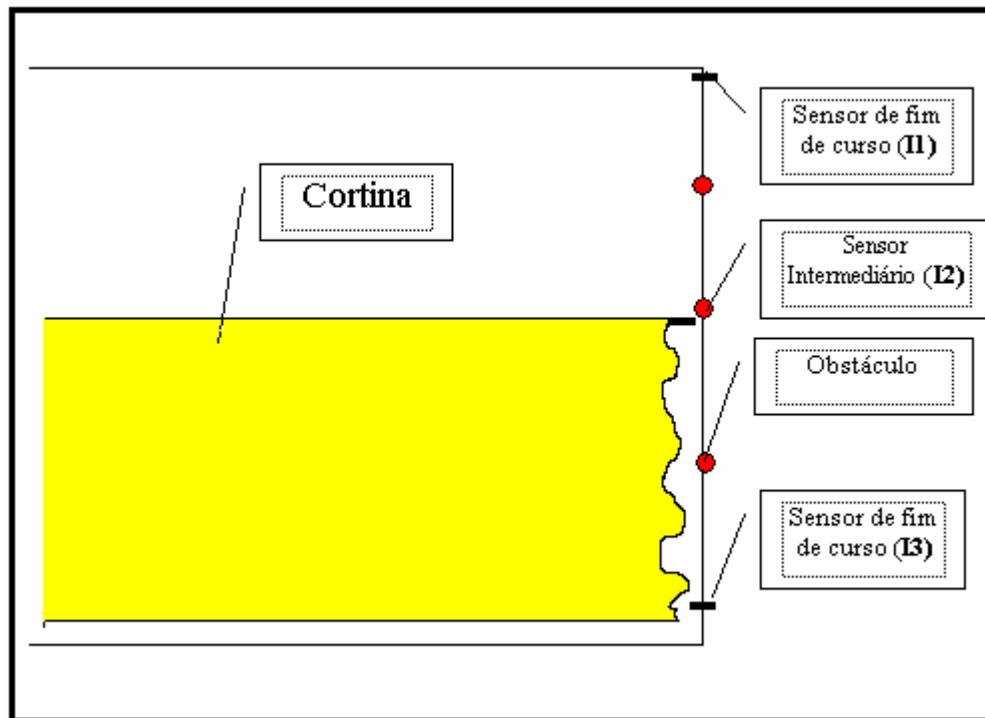 Sensor de fim
de curso (I1)
Cortina
Sensor
Intermediário (I2)
Obstáculo
Sensor de fim
de curso (I3)